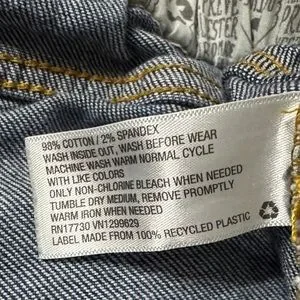 98% COTTON / 2% SPANDEX
WASH INSIDE OUT, WASH BEFORE WEAR
MACHINE WASH WARM NORMAL CYCLE
WITH LIKE COLORS
ONLY NON-CHLORINE BLEACH WHEN NEEDED
TUMBLE DRY MEDIUM, REMOVE PROMPTLY
WARM IRON WHEN NEEDED
RN17730 VN1299629
LABEL MADE FROM 100% RECYCLED PLASTIC